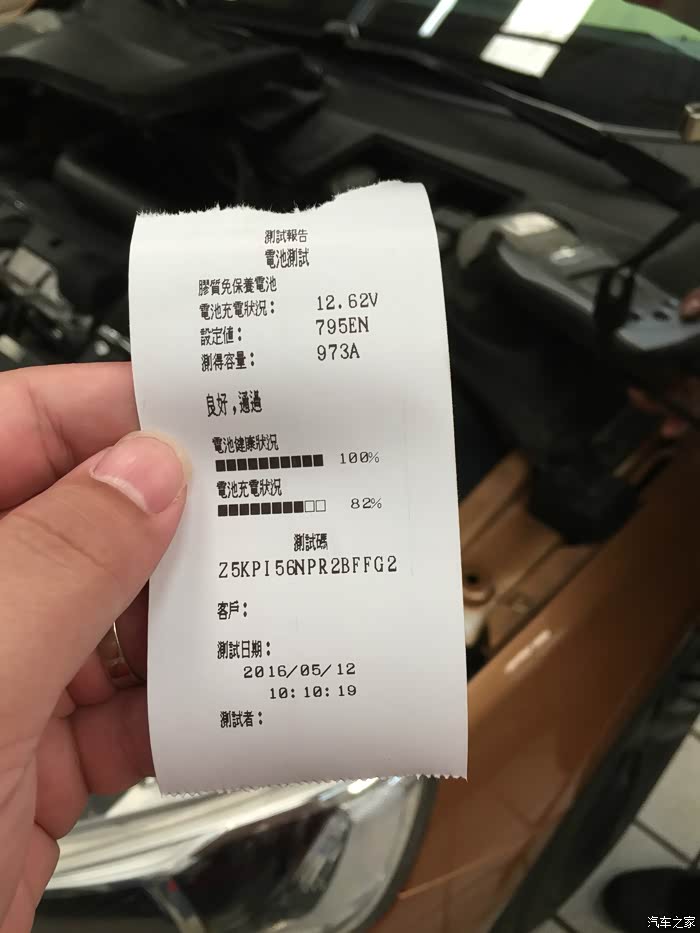 測試報告
電池測試
膠質免保養電池
電池充電狀況: 12.62V
設定值: 795EN
測得容量: 973A
良好,通過
電池健康狀況
100%
電池充電狀況
82%
測試碼
Z5KPI56NPR2BFFG2
客戶:
測試日期:
2016/05/12
10:10:19
測試者:
汽车之家